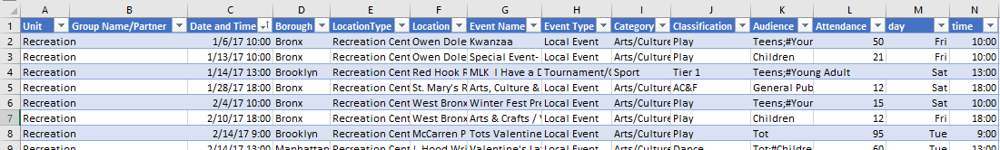 A B C D E F G H I J K L M N
1 Unit Group Name/Partner Date and Time Borough LocationType Location Event Name Event Type Category Classification Audience Attendance day time
2 Recreation 1/6/17 10:00 Bronx Recreation Cent Owen Dole Kwanzaa Local Event Arts/Culture Play Teens;#Your 50 Fri 10:00
3 Recreation 1/13/17 10:00 Bronx Recreation Cent Owen Dole Special Event- Local Event Arts/Culture Play Children 21 Fri 10:00
4 Recreation 1/14/17 13:00 Brooklyn Recreation Cent Red Hook R MLK I Have a D Tournament/C Sport Tier 1 Teens;#Young Adult Sat 13:00
5 Recreation 1/28/17 18:00 Bronx Recreation Cent St. Mary's R Arts, Culture & Local Event Arts/Culture AC&F General Pub 12 Sat 18:00
6 Recreation 2/4/17 10:00 Bronx Recreation Cent West Bronx Winter Fest Pre Local Event Arts/Culture Play Teens;#Your 15 Sat 10:00
7 Recreation 2/10/17 18:00 Bronx Recreation Cent West Bronx Arts & Crafts / Local Event Arts/Culture Play Children 12 Fri 18:00
8 Recreation 2/14/17 9:00 Brooklyn Recreation Cent McCarren P Tots Valentine Local Event Arts/Culture Play Tot 95 Tue 9:00
9 Recreation 2/14/17 13:00 Manhattan Recreation Cent J. Hood Wri Valentine's La Local Event Arts/Culture Dance Tot;#Childre 60 Tue 13:00